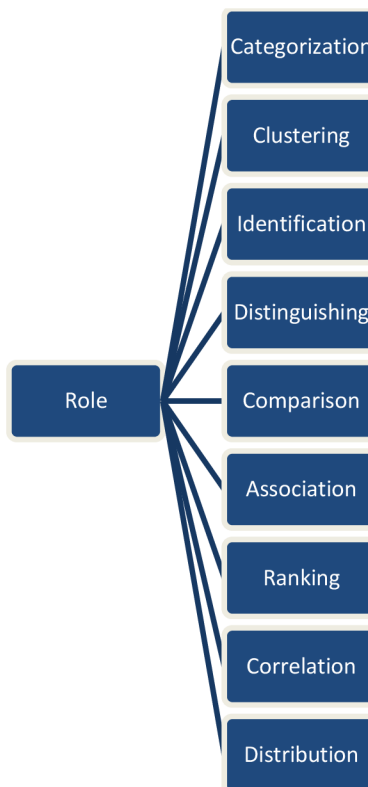 Categorization
Clustering
Identification
Distinguishing
Role
Comparison
Association
Ranking
Correlation
Distribution